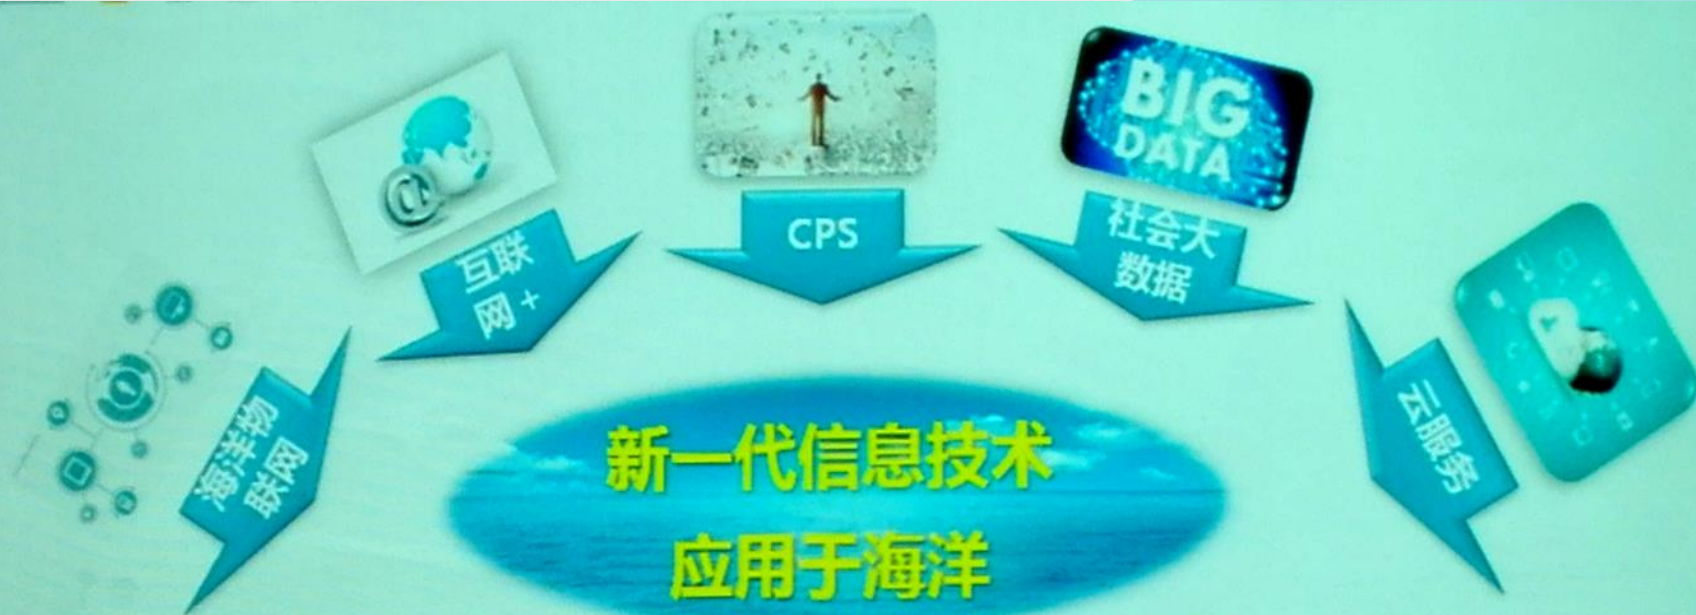 BIG
DATA
海洋物
联网
互联
网+
CPS
社会大
数据
云服务
新一代信息技术
应用于海洋